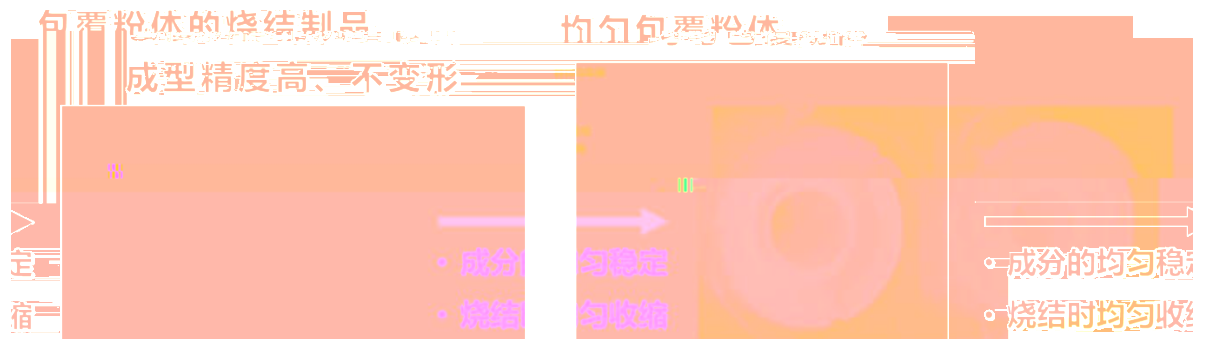 包覆粉体的烧结制品
均匀包覆粉体
成型精度高、不变形
• 成分的均匀稳定
• 烧结时均匀收缩
成分的均匀稳定
烧结时均匀收缩
定
缩